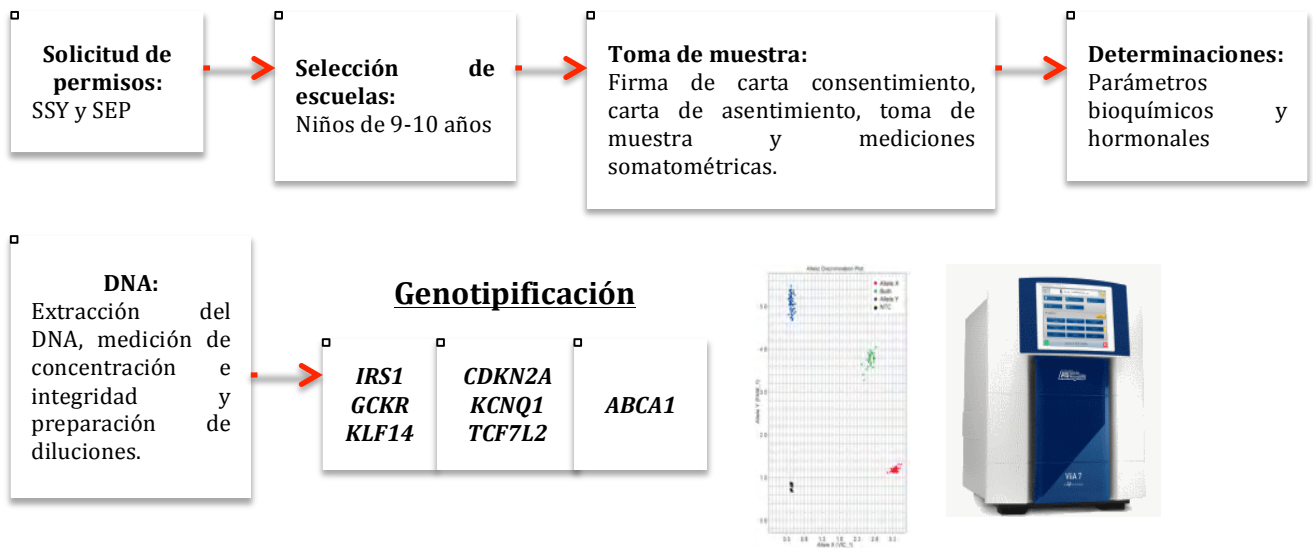 Solicitud de
permisos:
SSY y SEP
Selección de
escuelas:
Niños de 9-10 años
Toma de muestra:
Firma de carta consentimiento,
carta de asentimiento, toma de
muestra y mediciones
somatométricas.
Determinaciones:
Parámetros
bioquímicos y
hormonales
DNA:
Extracción del
DNA, medición de
concentración e
integridad y
preparación de
diluciones.
Genotipificación
IRS1
GCKR
KLF14
CDKN2A
KCNQ1
TCF7L2
ABCA1
Allelic Discrimination Plot
Allele X
Both
Allele Y
NTC
ViiA 7